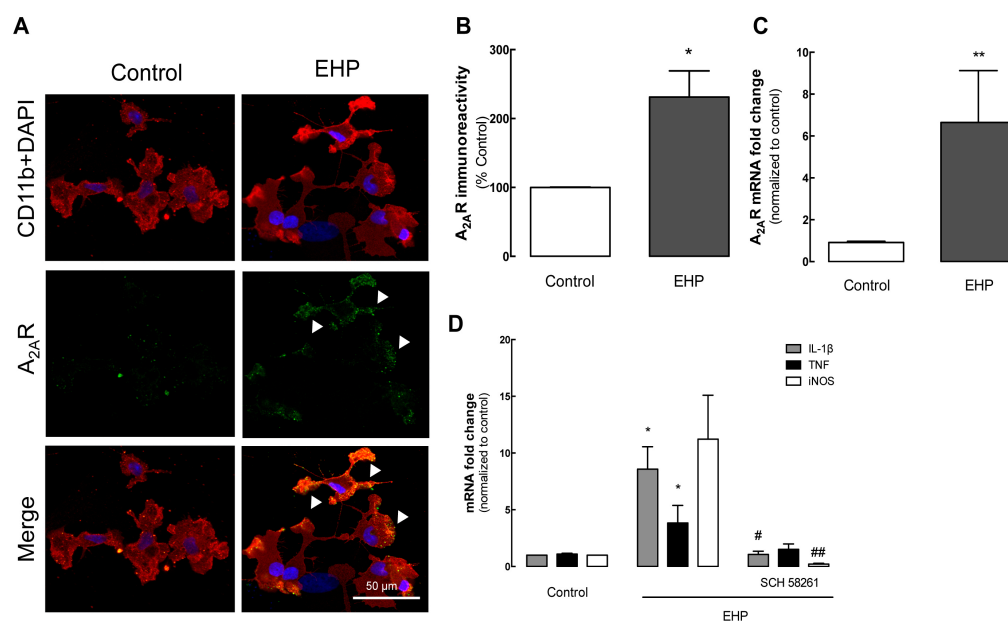 A
Control
EHP
CD11b+DAPI
A2AR
Merge
50 µm
B
A2AR immunoreactivity
(% Control)
300
200
100
0
*
Control
EHP
C
A2AR mRNA fold change
(normalized to control)
10
8
6
4
2
0
**
Control
EHP
D
mRNA fold change
(normalized to control)
20
15
10
5
0
IL-1β
TNF
iNOS
*
*
#
##
Control
SCH 58261
EHP